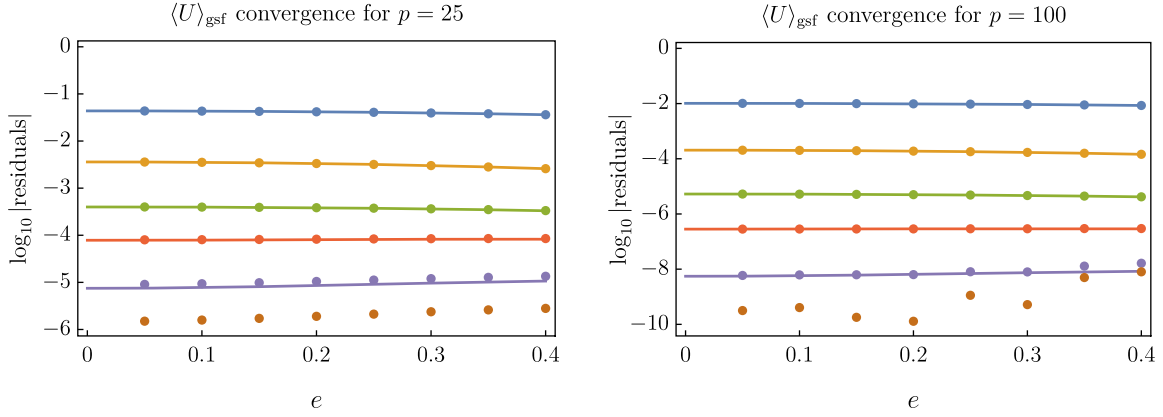 ⟨U⟩gsf convergence for p = 25
log10|residuals|
0
−1
−2
−3
−4
−5
−6
0 0.1 0.2 0.3 0.4
e
⟨U⟩gsf convergence for p = 100
log10|residuals|
0
−2
−4
−6
−8
−10
0 0.1 0.2 0.3 0.4
e